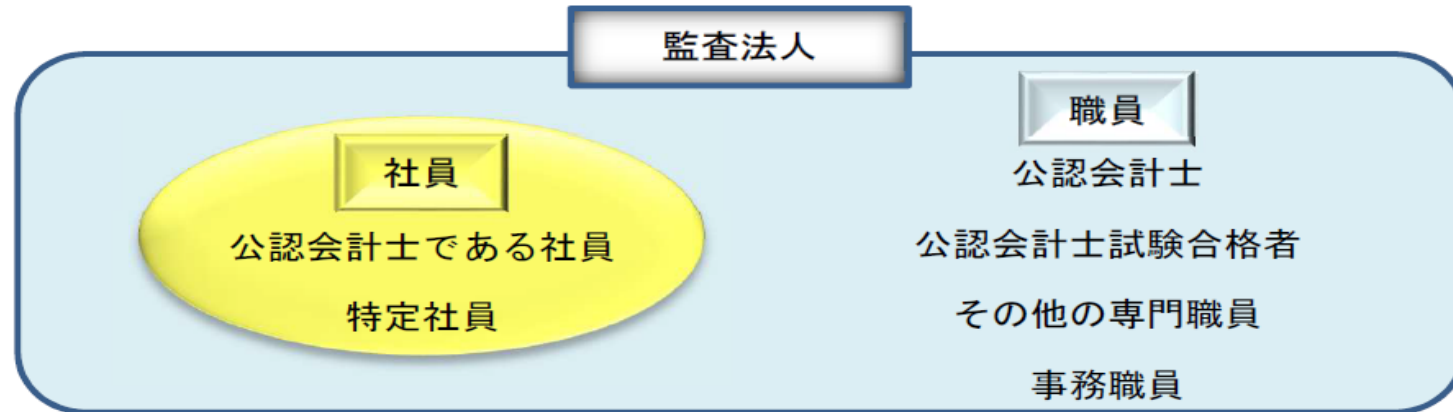 監査法人
社員
公認会計士である社員
特定社員
職員
公認会計士
公認会計士試験合格者
その他の専門職員
事務職員